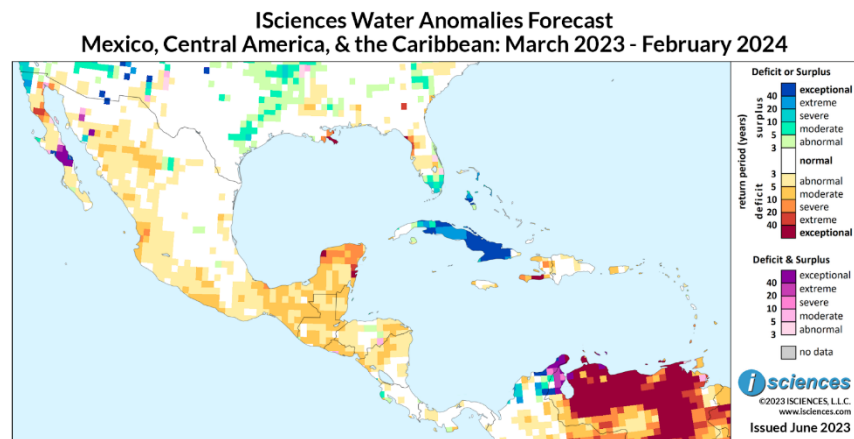 ISciences Water Anomalies Forecast
Mexico, Central America, & the Caribbean: March 2023 - February 2024
Deficit or Surplus
return period (years)
surplus
deficit
exceptional
40
extreme
20
severe
10
moderate
5
abnormal
3
normal
3
abnormal
5
moderate
10
severe
20
extreme
40
exceptional
Deficit & Surplus
exceptional
40
extreme
20
severe
10
moderate
5
abnormal
3
no data
i sciences
©2023 ISCIENCES, L.L.C.
www.isciences.com
Issued June 2023